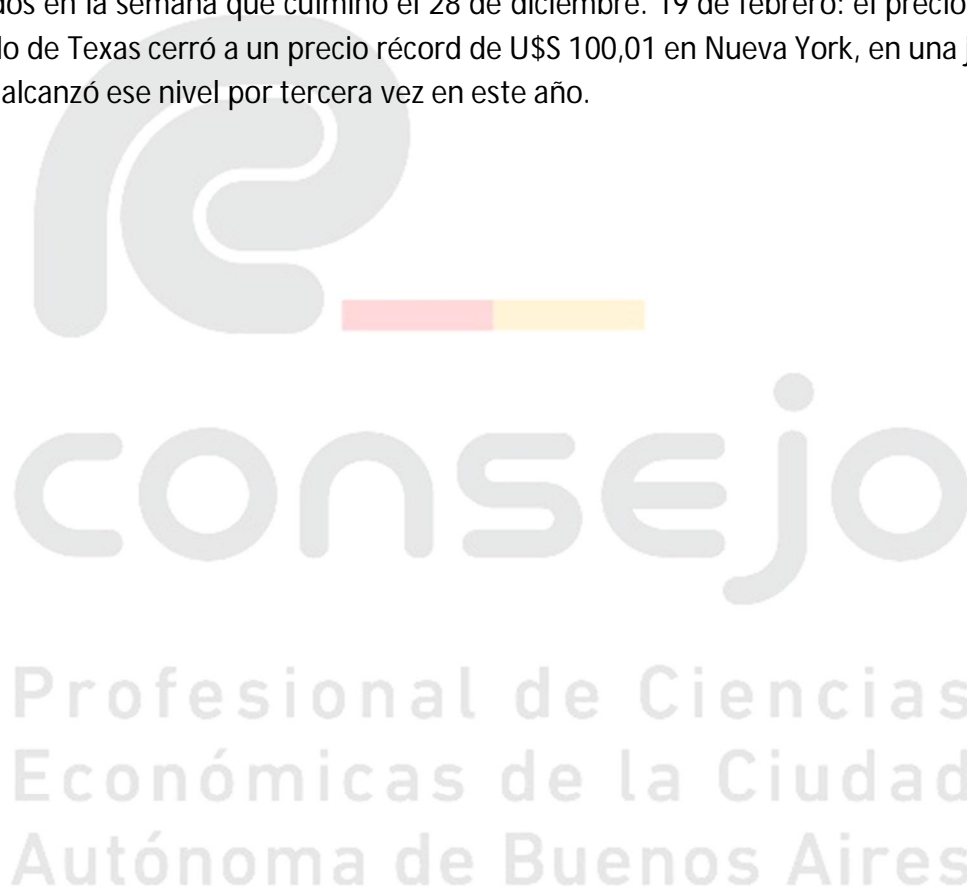 dos en la semana que culminó el 28 de diciembre. 19 de febrero: el precio
lo de Texas cerró a un precio récord de U$S 100,01 en Nueva York, en una
alcanzó ese nivel por tercera vez en este año.
consejo
Profesional de Ciencias
Económicas de la Ciudad
Autónoma de Buenos Aires